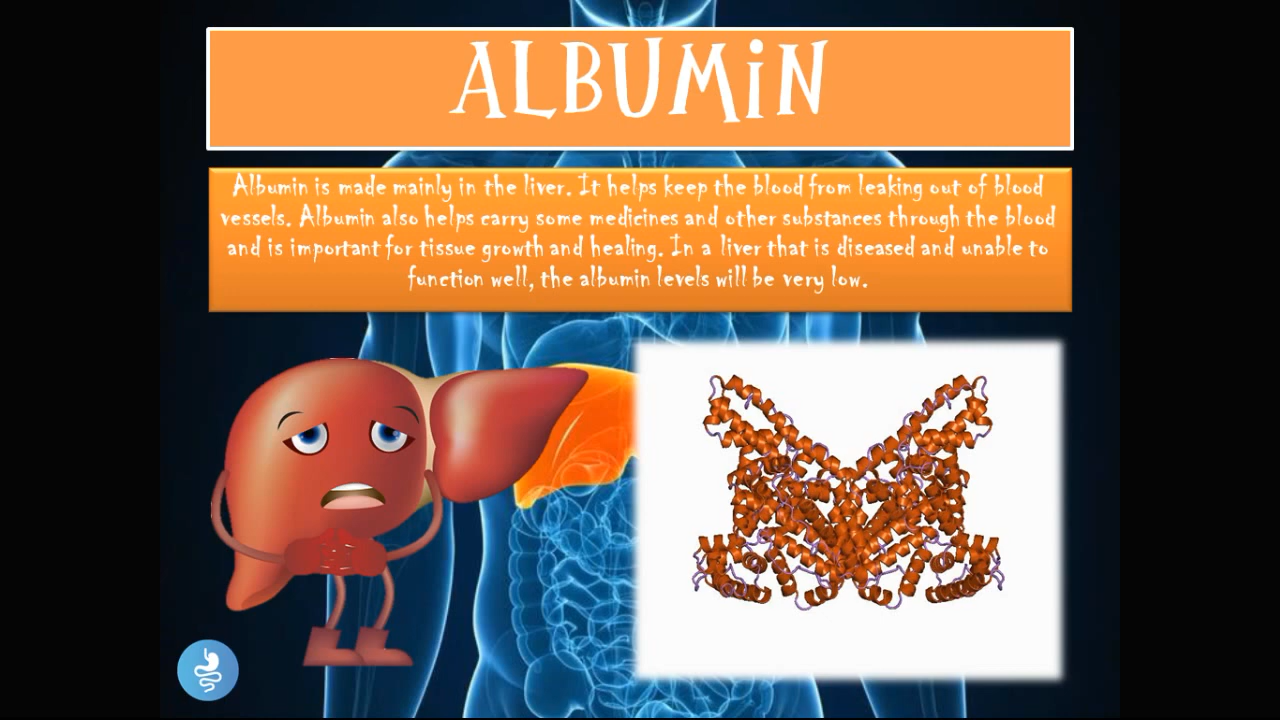 ALBUMiN
Albumin is made mainly in the liver. It helps keep the blood from leaking out of blood
vessels. Albumin also helps carry some medicines and other substances through the blood
and is important for tissue growth and healing. In a liver that is diseased and unable to
function well, the albumin levels will be very low.